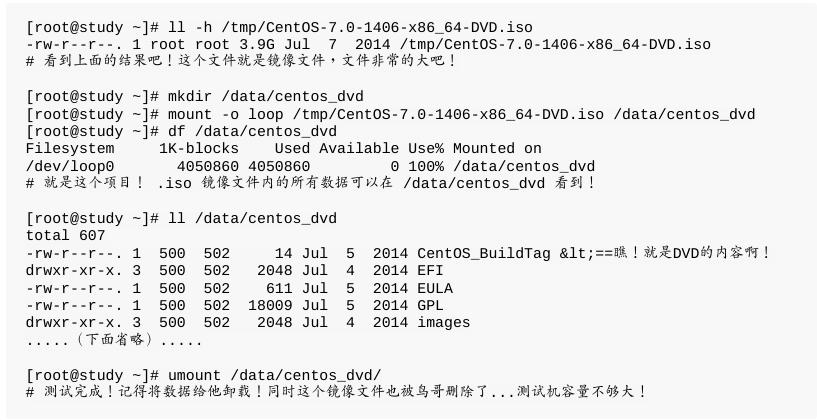 [root@study ~]# ll -h /tmp/CentOS-7.0-1406-x86_64-DVD.iso
-rw-r--r--. 1 root root 3.9G Jul  7  2014 /tmp/CentOS-7.0-1406-x86_64-DVD.iso
# 看到上面的结果吧！这个文件就是镜像文件，文件非常的大吧！
[root@study ~]# mkdir /data/centos_dvd
[root@study ~]# mount -o loop /tmp/CentOS-7.0-1406-x86_64-DVD.iso /data/centos_dvd
[root@study ~]# df /data/centos_dvd
Filesystem     1K-blocks    Used Available Use% Mounted on
/dev/loop0       4050860 4050860         0 100% /data/centos_dvd
# 就是这个项目！ .iso 镜像文件内的所有数据可以在 /data/centos_dvd 看到！
[root@study ~]# ll /data/centos_dvd
total 607
-rw-r--r--. 1  500  502     14 Jul  5  2014 CentOS_BuildTag &lt;==瞧！就是DVD的内容啊！
drwxr-xr-x. 3  500  502   2048 Jul  4  2014 EFI
-rw-r--r--. 1  500  502    611 Jul  5  2014 EULA
-rw-r--r--. 1  500  502  18009 Jul  5  2014 GPL
drwxr-xr-x. 3  500  502   2048 Jul  4  2014 images
.....（下面省略）.....
[root@study ~]# umount /data/centos_dvd/
# 测试完成！记得将数据给他卸载！同时这个镜像文件也被鸟哥删除了...测试机容量不够大！